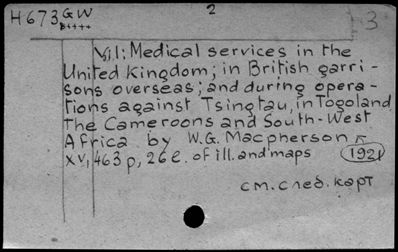 H673 GW 2 3
V.1: Medical services in the
United Kingdom; in British garri-
sons overseas; and during opera-
tions against Tsingtau, in Togoland
The Cameroons and South-West
Africa by W.G. Macpherson
XV, 463 p, 26 l. of ill. and maps
1921
см. след. карт